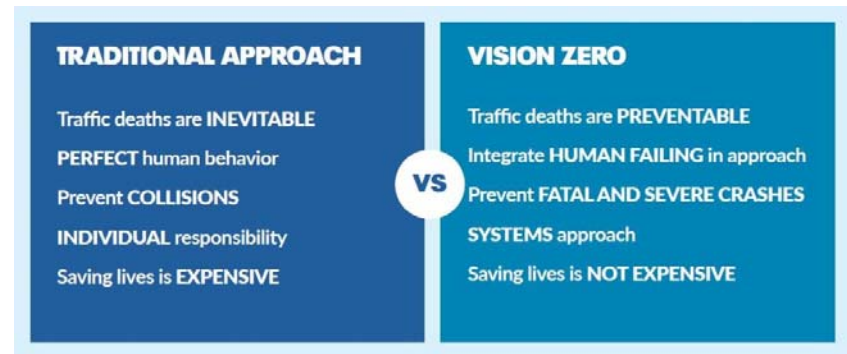 TRADITIONAL APPROACH
Traffic deaths are INEVITABLE
PERFECT human behavior
Prevent COLLISIONS
INDIVIDUAL responsibility
Saving lives is EXPENSIVE
VS
VISION ZERO
Traffic deaths are PREVENTABLE
Integrate HUMAN FAILING in approach
Prevent FATAL AND SEVERE CRASHES
SYSTEMS approach
Saving lives is NOT EXPENSIVE